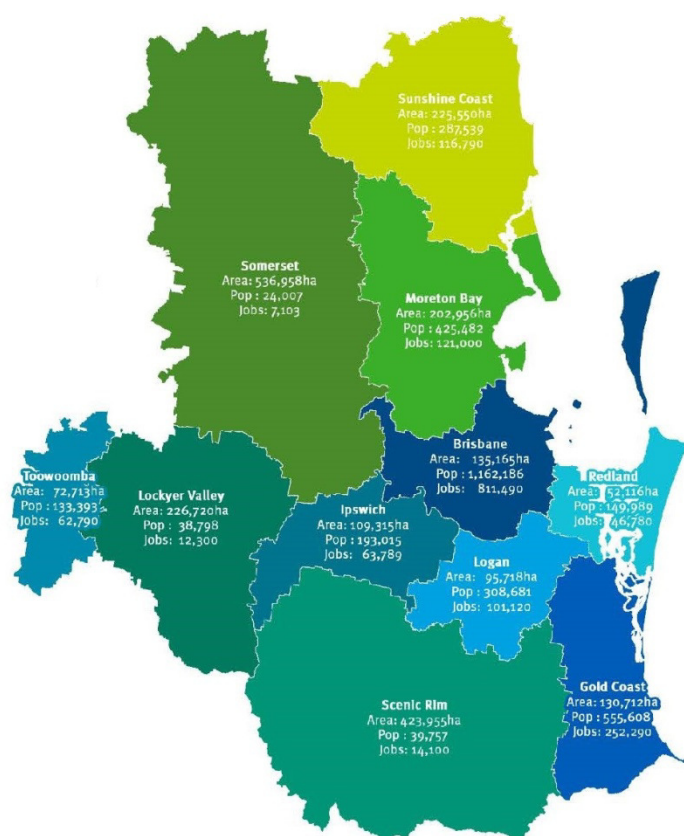 Sunshine Coast
Area: 225,550ha
Pop : 287,539
Jobs: 116,790
Somerset
Area: 536,958ha
Pop : 24,007
Jobs: 7,103
Moreton Bay
Area: 202,956ha
Pop : 425,482
Jobs: 121,000
Brisbane
Area: 135,165ha
Pop : 1,162,186
Jobs : 811,490
Redland
Area : 52,116ha
Pop : 149,989
Jobs : 46,780
Toowoomba
Area: 72,713ha
Pop : 133,393
Jobs: 62,790
Lockyer Valley
Area : 226,720ha
Pop : 38,798
Jobs: 12,300
Ipswich
Area: 109,315ha
Pop : 193,015
Jobs : 63,789
Logan
Area: 95,718ha
Pop : 308,681
Jobs: 101,120
Scenic Rim
Area: 423,955ha
Pop : 39,757
Jobs: 14,100
Gold Coast
Area: 130,712ha
Pop : 555,608
Jobs: 252,290